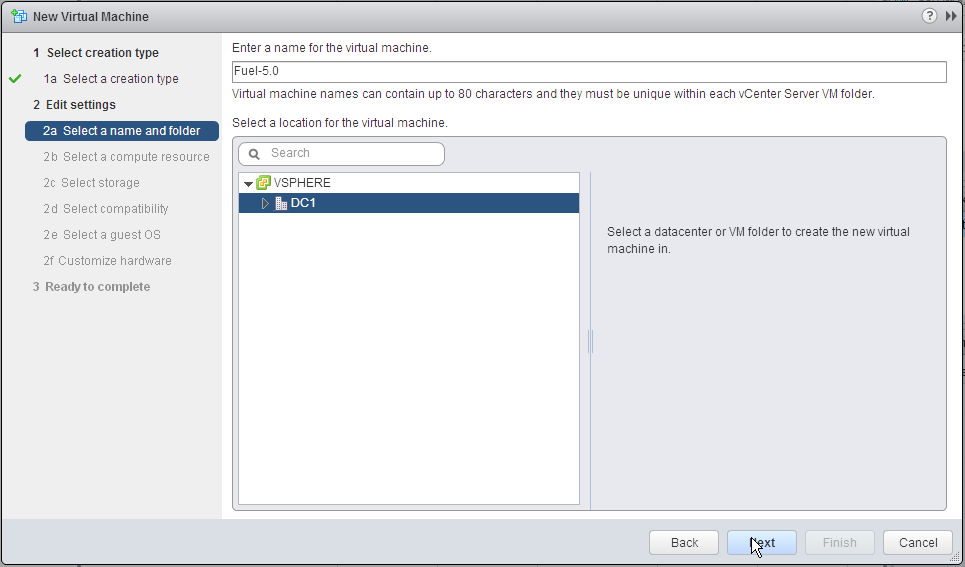 New Virtual Machine
1 Select creation type
1a Select a creation type
2 Edit settings
2a Select a name and folder
2b Select a compute resource
2c Select storage
2d Select compatibility
2e Select a guest OS
2f Customize hardware
3 Ready to complete
Enter a name for the virtual machine.
Fuel-5.0
Virtual machine names can contain up to 80 characters and they must be unique within each vCenter Server VM folder.
Select a location for the virtual machine.
Search
VSPHERE
DC1
Select a datacenter or VM folder to create the new virtual
machine in.
Back
Next
Finish
Cancel